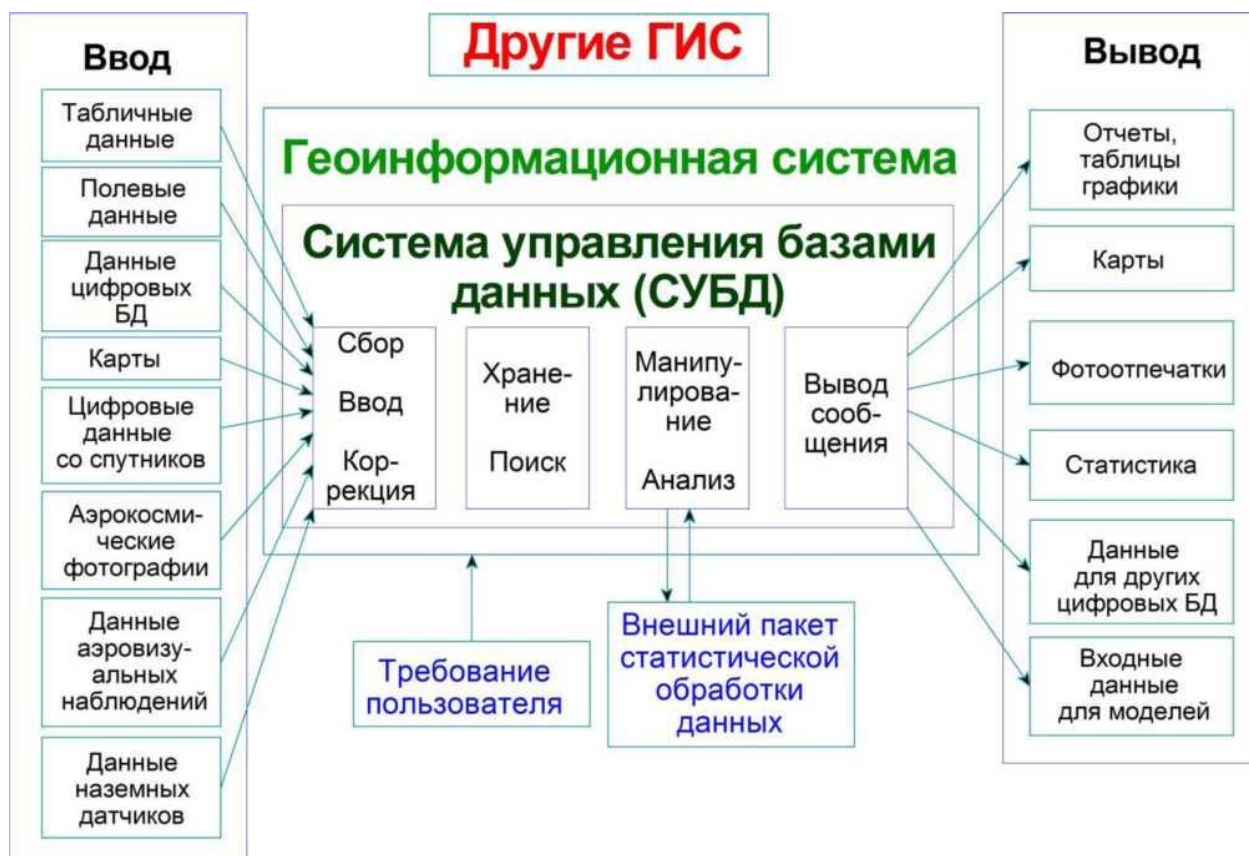 Ввод
Табличные
данные
Полевые
данные
Данные
цифровых
БД
Карты
Цифровые
данные
со спутников
Аэрокосми-
ческие
фотографии
Данные
аэровизу-
альных
наблюдений
Данные
наземных
датчиков
Другие ГИС
Геоинформационная система
Система управления базами
данных (СУБД)
Сбор
Ввод
Кор-
рекция
Хране-
ние
Поиск
Манипу-
лирова-
ние
Анализ
Вывод
сооб-
щения
Требование
пользователя
Внешний пакет
статистической
обработки
данных
Вывод
Отчеты,
таблицы
графики
Карты
Фотоотпечатки
Статистика
Данные
для других
цифровых БД
Входные
данные
для моделей